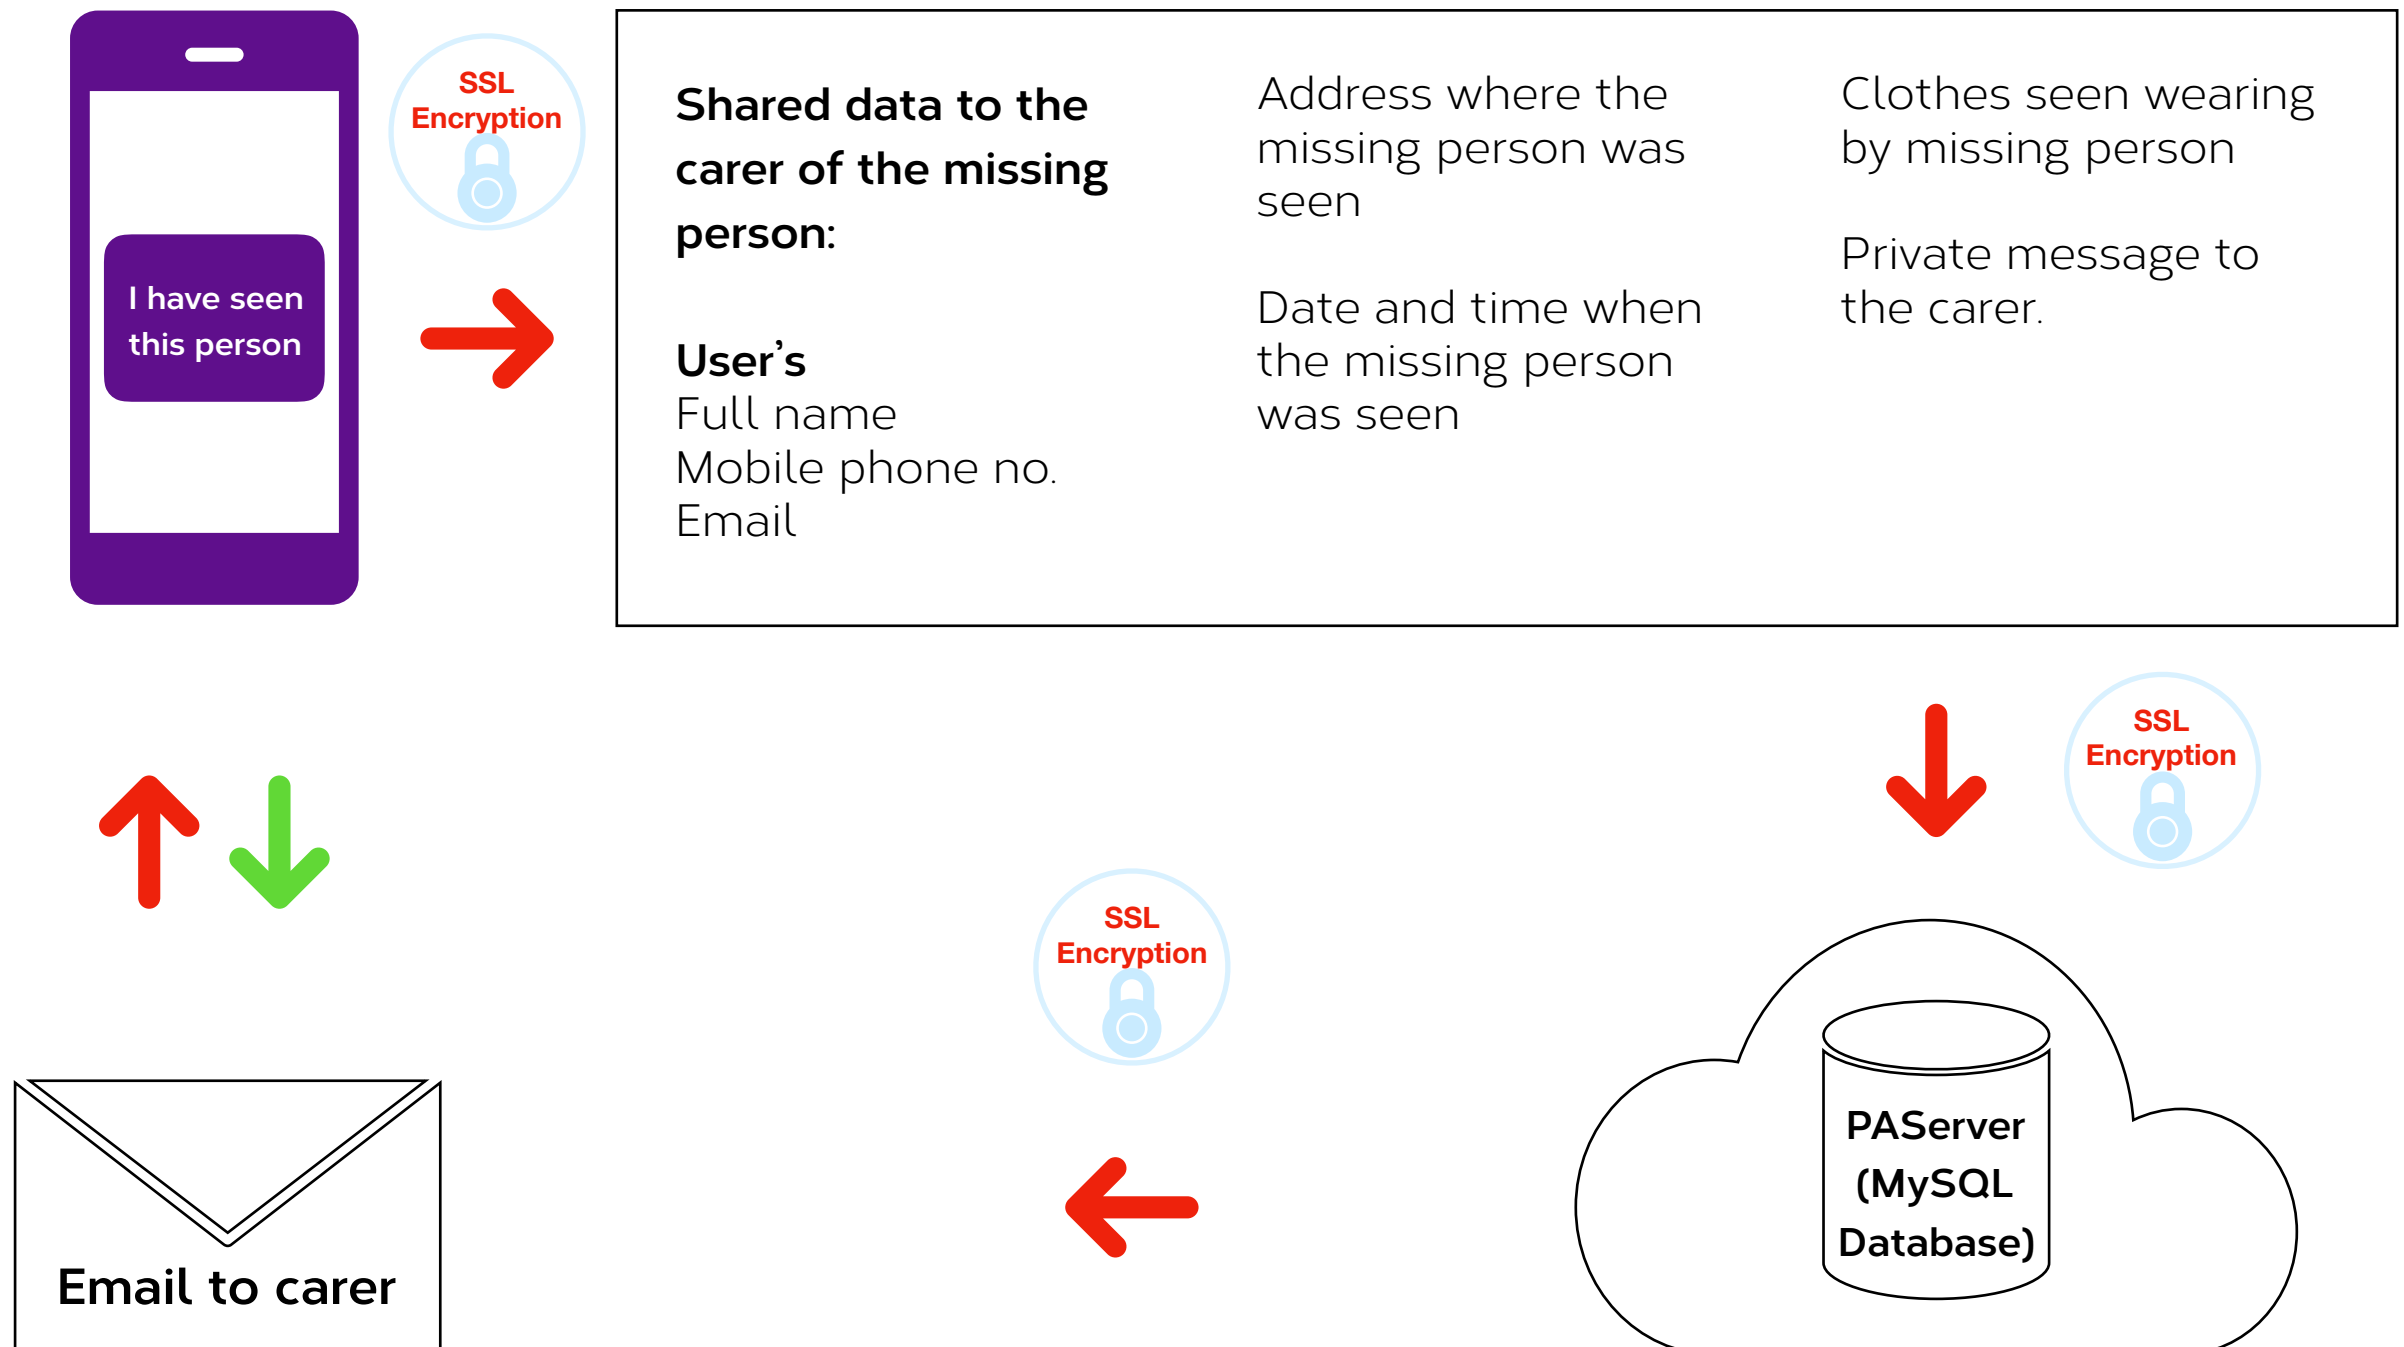 SSL
Encryption
I have seen
this person
Shared data to the
carer of the missing
person:
User's
Full name
Mobile phone no.
Email
Address where the
missing person was
seen
Date and time when
the missing person
was seen
Clothes seen wearing
by missing person
Private message to
the carer.
SSL
Encryption
SSL
Encryption
PAServer
(MySQL
Database)
Email to carer